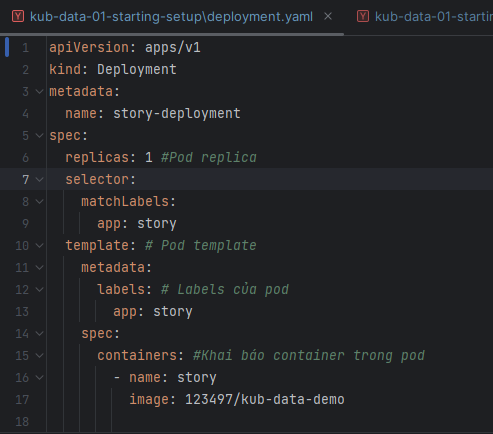 kub-data-01-starting-setup\deployment.yaml × kub-data-01-startin
1 apiVersion: apps/v1
2 kind: Deployment
3 metadata:
4   name: story-deployment
5 spec:
6   replicas: 1 #Pod replica
7   selector:
8     matchLabels:
9       app: story
10   template: # Pod template
11     metadata:
12       labels: # Labels của pod
13         app: story
14     spec:
15       containers: #Khai báo container trong pod
16         - name: story
17           image: 123497/kub-data-demo
18